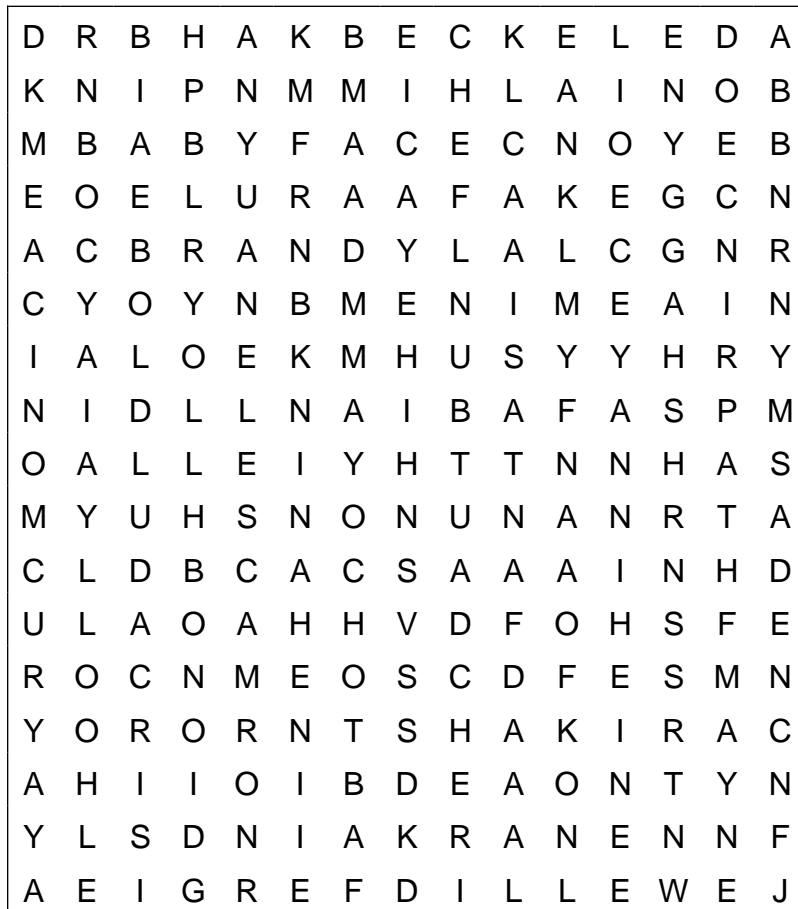 D R B H A K B E C K E L E D A
K N I P N M M I H L A I N O B
M B A B Y F A C E C N O Y E B
E O E L U R A A F A K E G C N
A C B R A N D Y L A L C G N R
C Y O Y N B M E N I M E A I N
I A L O E K M H U S Y Y H R Y
N I D L L N A I B A F A S P M
O A L L E I Y H T T N N H A S
M Y U H S N O N U N A N R T A
C L D B C A C S A A A I N H D
U L A O A H H V D F O H S F E
R O C N M E O S C D F E S M N
Y O R O R N T S H A K I R A C
A H I I O I B D E A O N T Y N
Y L S D N I A K R A N E N N F
A E I G R E F D I L L E W E J